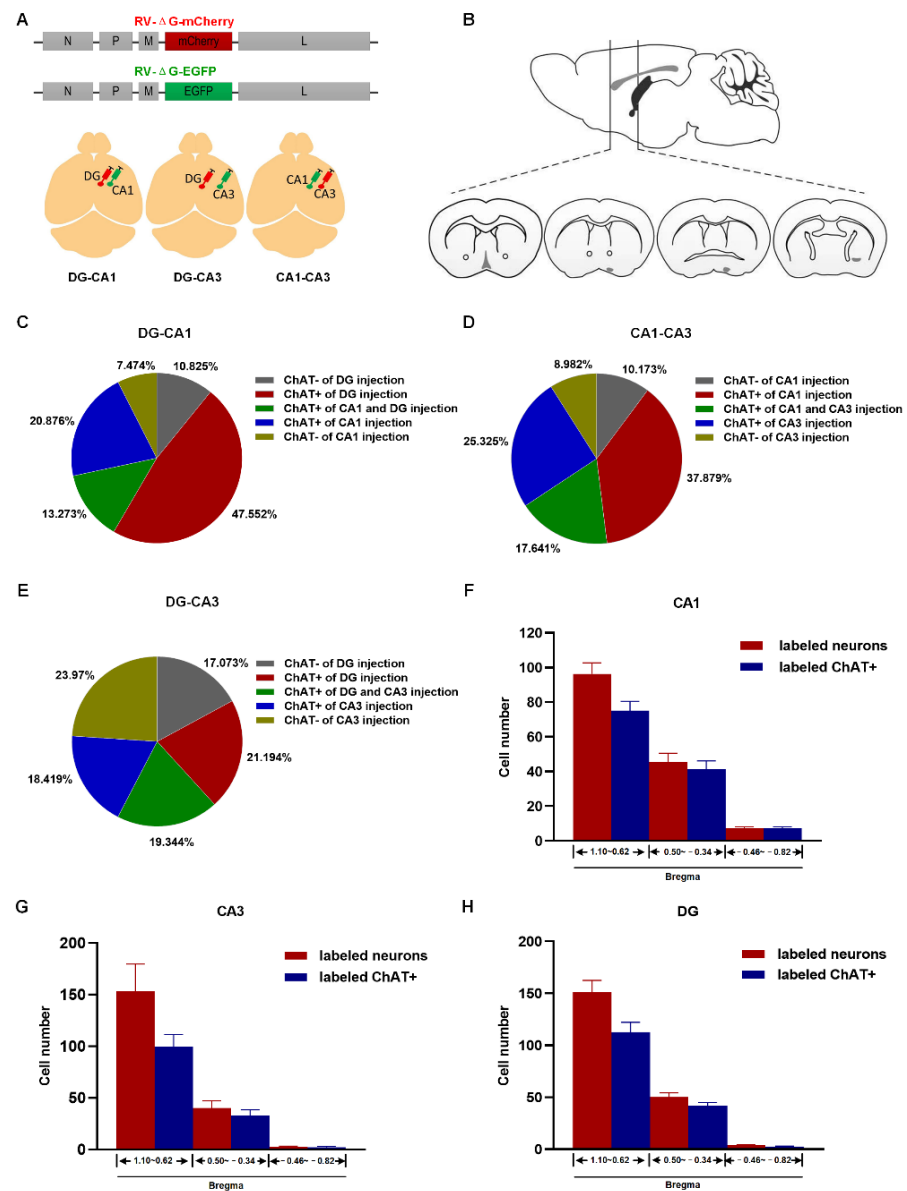 A
RV-ΔG-mCherry
N P M mCherry L
RV-ΔG-EGFP
N P M EGFP L
DG CA1
DG CA3
CA1 CA3
DG-CA1 DG-CA3 CA1-CA3
B
C
DG-CA1
7.474% 10.825%
20.876%
13.273% 47.552%
ChAT- of DG injection
ChAT+ of DG injection
ChAT+ of CA1 and DG injection
ChAT+ of CA1 injection
ChAT- of CA1 injection
D
CA1-CA3
8.982% 10.173%
25.325%
37.879%
17.641%
ChAT- of CA1 injection
ChAT+ of CA1 injection
ChAT+ of CA1 and CA3 injection
ChAT+ of CA3 injection
ChAT- of CA3 injection
E
DG-CA3
23.97% 17.073%
18.419% 21.194%
19.344%
ChAT- of DG injection
ChAT+ of DG injection
ChAT+ of DG and CA3 injection
ChAT+ of CA3 injection
ChAT- of CA3 injection
F
CA1
Cell number
120
100
80
60
40
20
0
labeled neurons
labeled ChAT+
1.10~0.62 0.50~ -0.34 -0.46~ -0.82
Bregma
G
CA3
Cell number
200
150
100
50
0
labeled neurons
labeled ChAT+
1.10~0.62 0.50~ -0.34 -0.46~ -0.82
Bregma
H
DG
Cell number
200
150
100
50
0
labeled neurons
labeled ChAT+
1.10~0.62 0.50~ -0.34 -0.46~ -0.82
Bregma